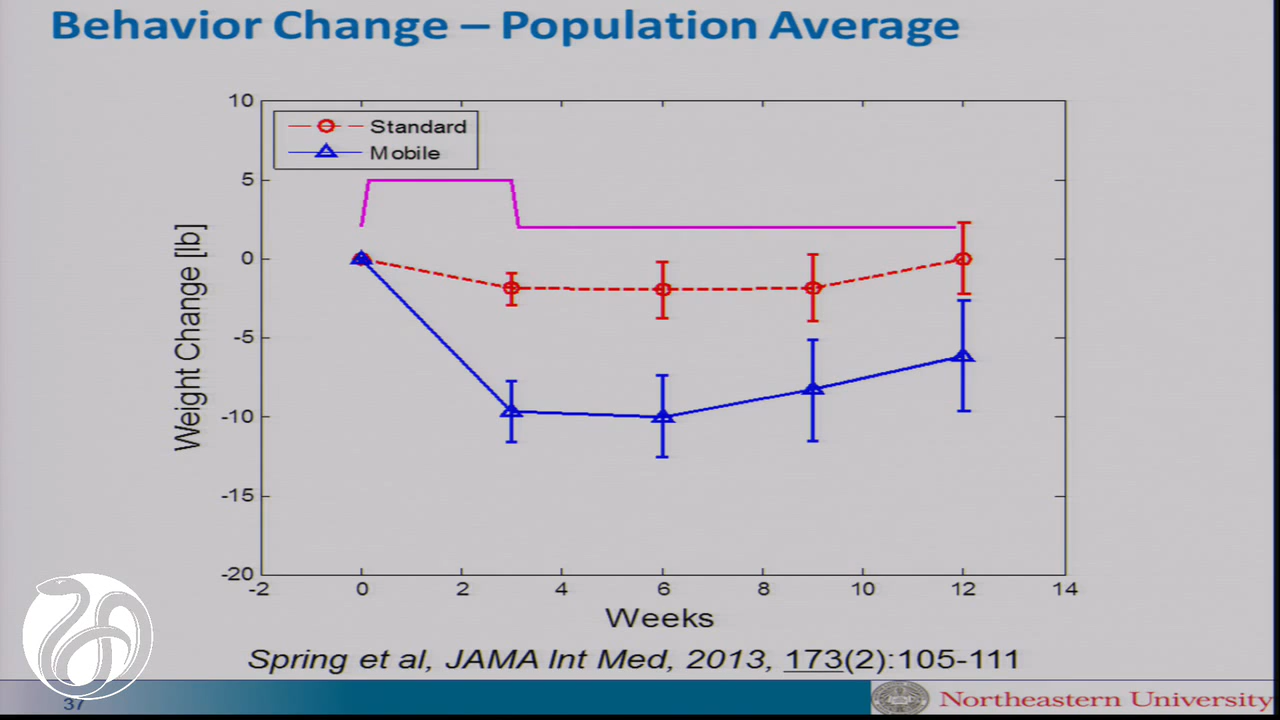 Behavior Change – Population Average
10
5
0
-5
-10
-15
-20
Standard
Mobile
Weight Change [lb]
-2 0 2 4 6 8 10 12 14
Weeks
Spring et al, JAMA Int Med, 2013, 173(2):105-111
37
Northeastern University